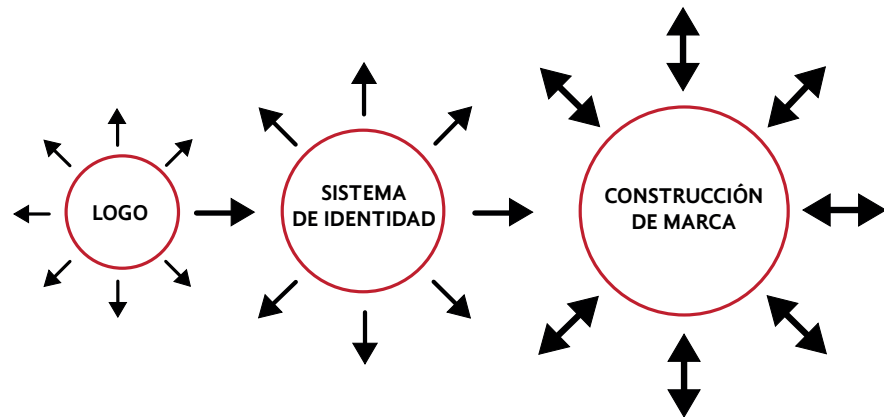 LOGO
SISTEMA
DE IDENTIDAD
CONSTRUCCIÓN
DE MARCA